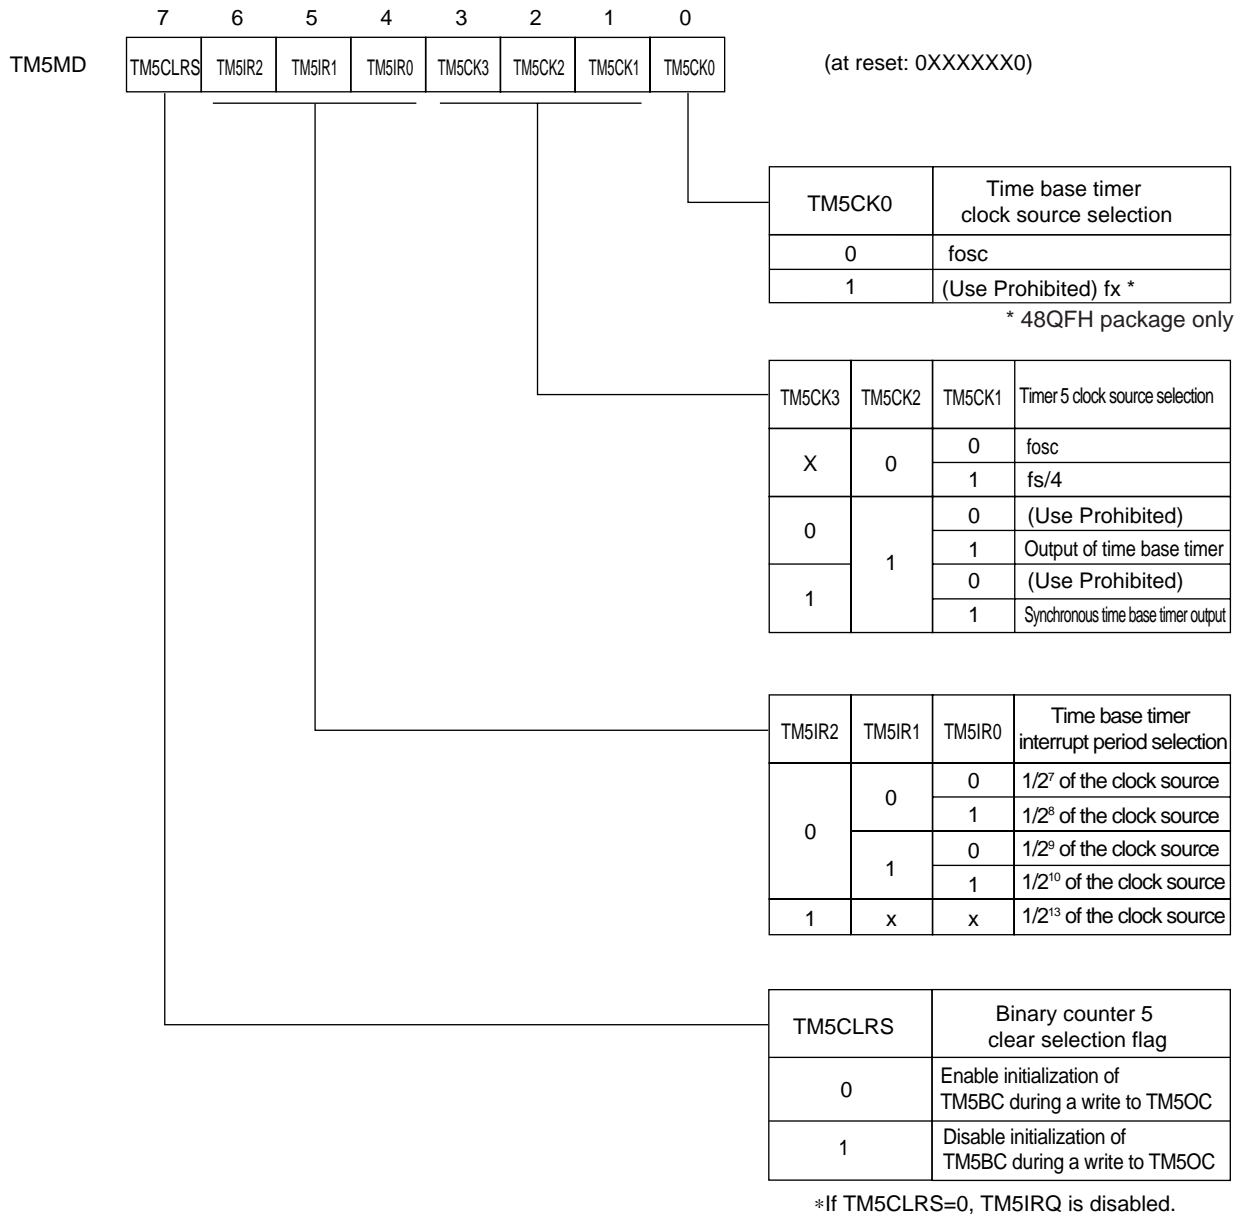 7 6 5 4 3 2 1 0
TM5MD TM5CLRS TM5IR2 TM5IR1 TM5IR0 TM5CK3 TM5CK2 TM5CK1 TM5CK0 (at reset: 0XXXXXX0)
TM5CK0 Time base timer
clock source selection
0 fosc
1 (Use Prohibited) fx *
* 48QFH package only
TM5CK3 TM5CK2 TM5CK1 Timer 5 clock source selection
X 0 0 fosc
1 fs/4
0 1 0 (Use Prohibited)
1 Output of time base timer
1 0 (Use Prohibited)
1 Synchronous time base timer output
TM5IR2 TM5IR1 TM5IR0 Time base timer
interrupt period selection
0 0 0 1/2⁷ of the clock source
1 1/2⁸ of the clock source
1 0 1/2⁹ of the clock source
1 1/2¹⁰ of the clock source
1 x x 1/2¹³ of the clock source
TM5CLRS Binary counter 5
clear selection flag
0 Enable initialization of
TM5BC during a write to TM5OC
1 Disable initialization of
TM5BC during a write to TM5OC
*If TM5CLRS=0, TM5IRQ is disabled.